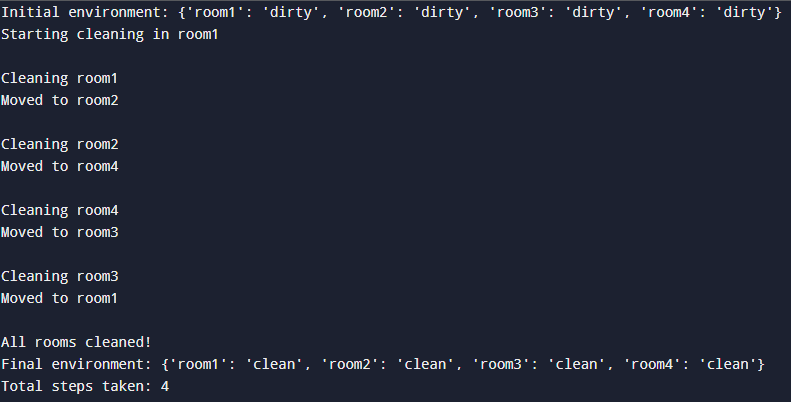 Initial environment: {'room1': 'dirty', 'room2': 'dirty', 'room3': 'dirty', 'room4': 'dirty'}
Starting cleaning in room1
Cleaning room1
Moved to room2
Cleaning room2
Moved to room4
Cleaning room4
Moved to room3
Cleaning room3
Moved to room1
All rooms cleaned!
Final environment: {'room1': 'clean', 'room2': 'clean', 'room3': 'clean', 'room4': 'clean'}
Total steps taken: 4